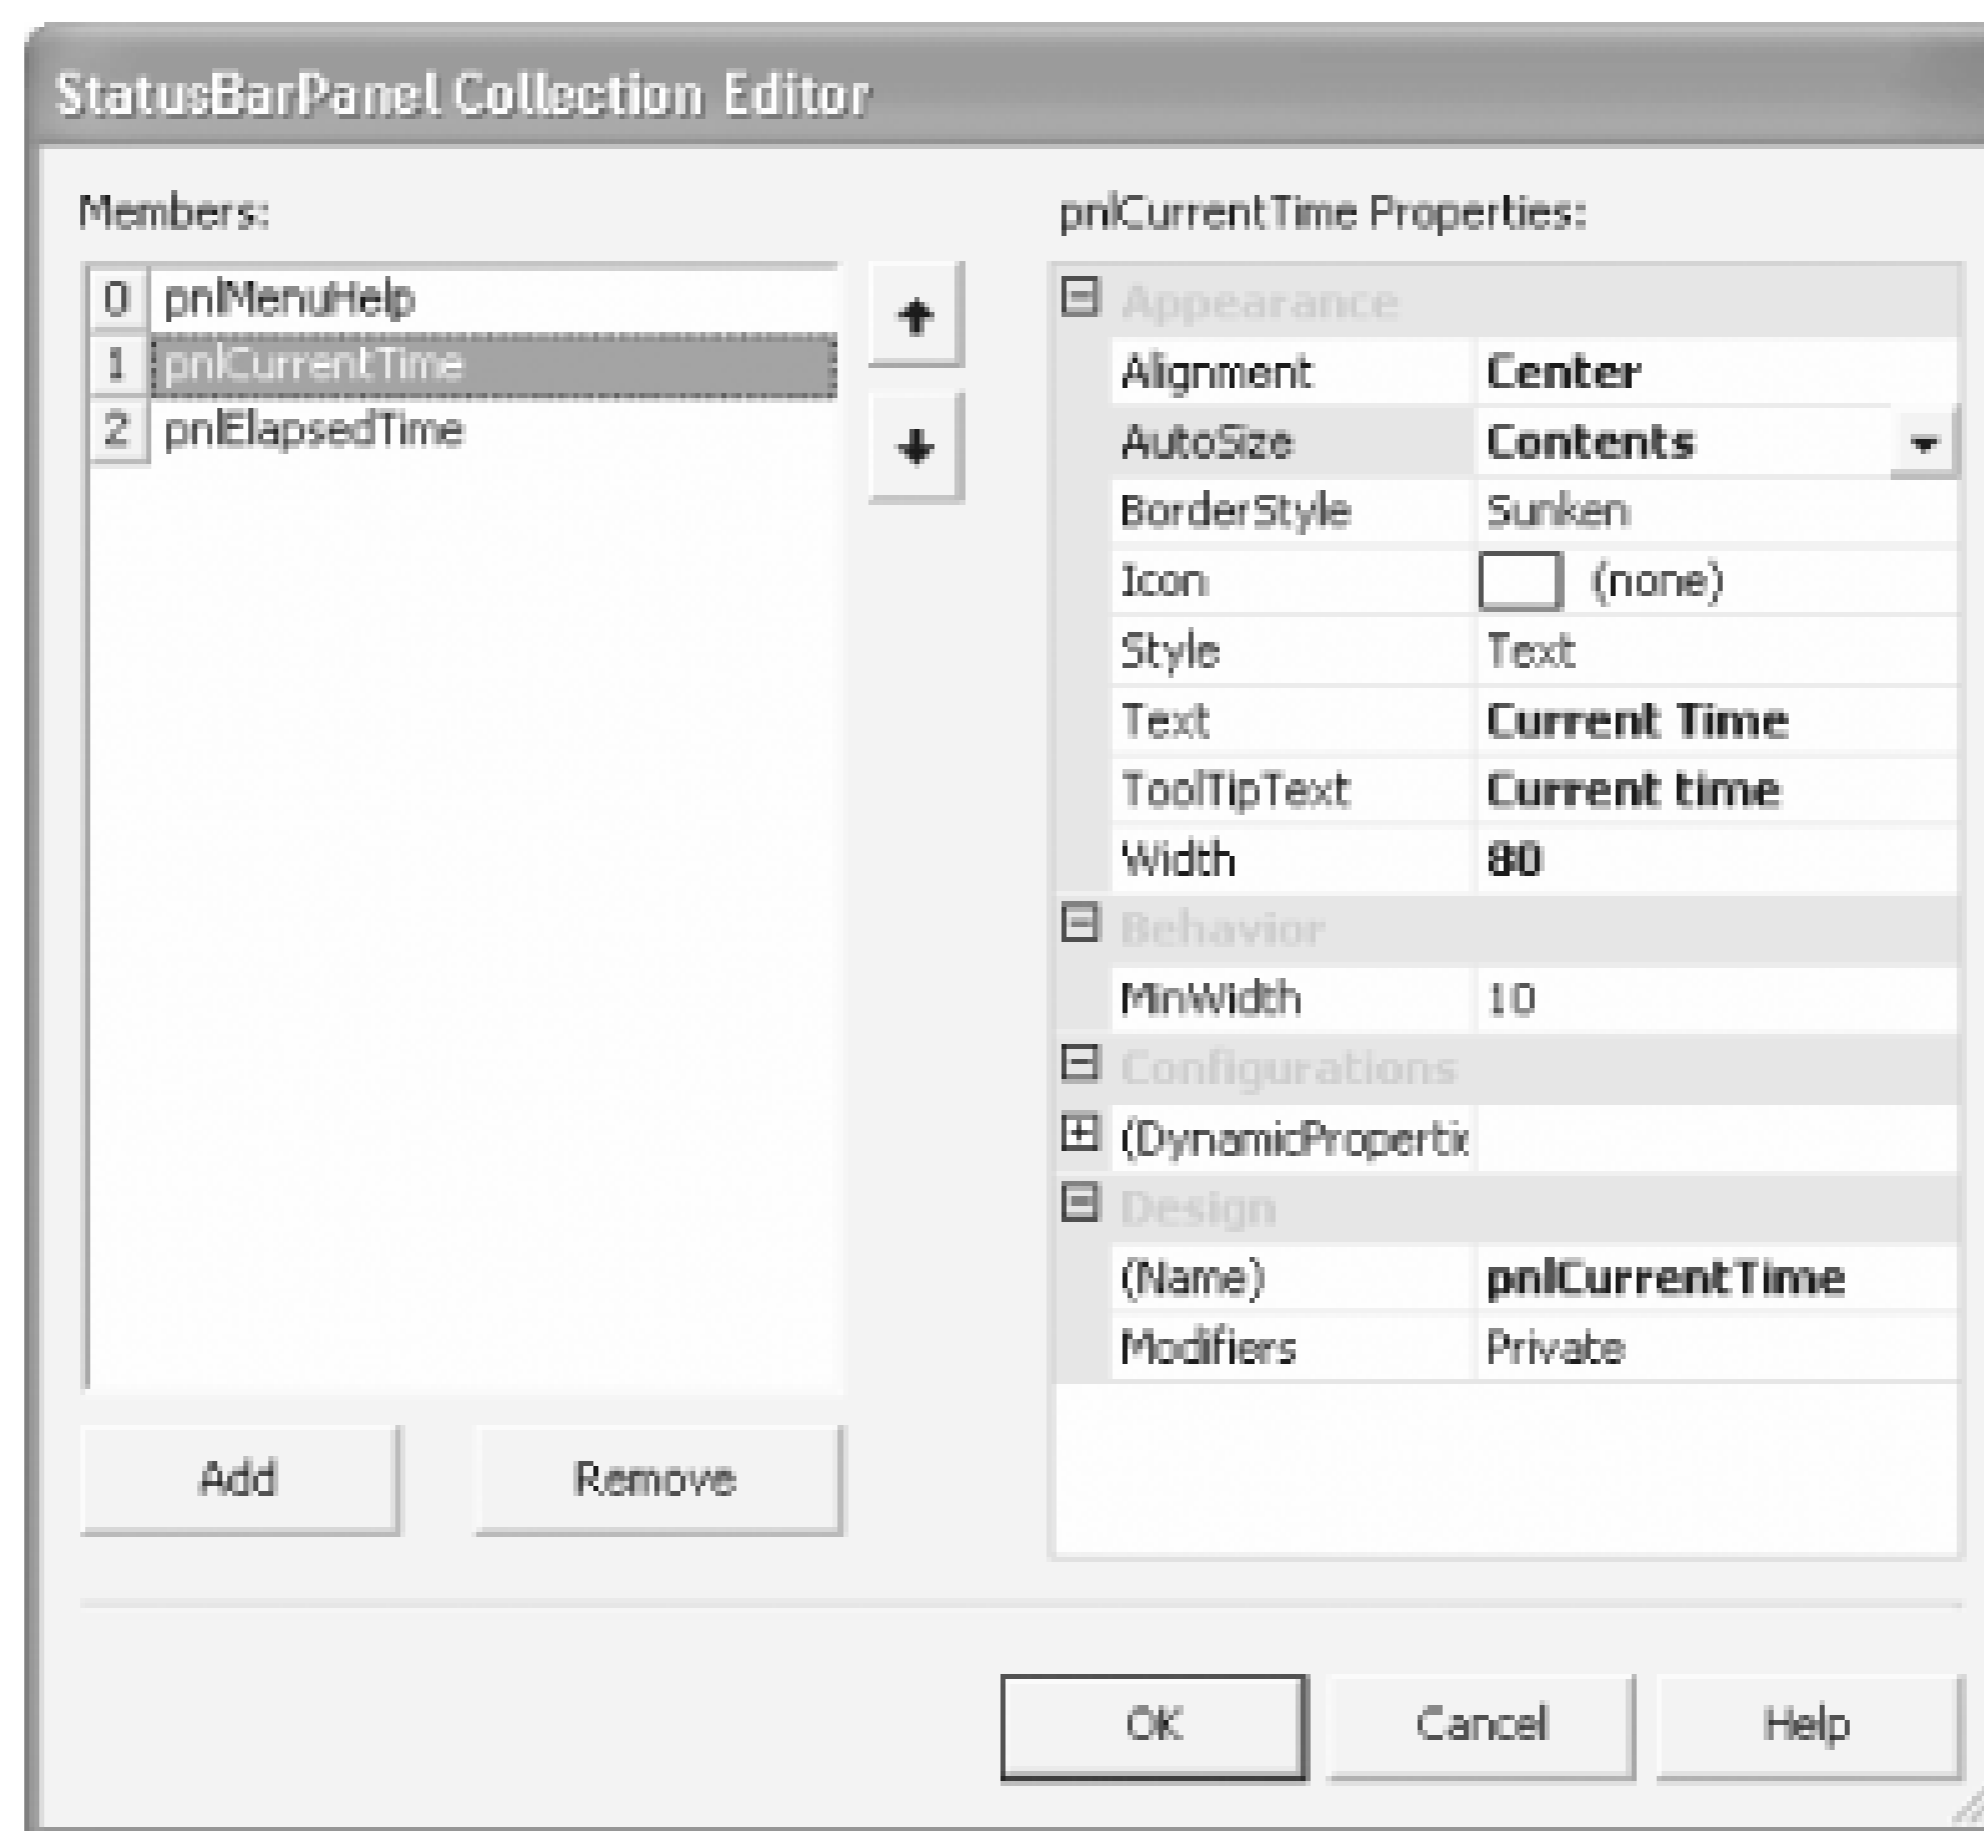 StatusBarPanel Collection Editor
Members:
0 pnlMenuHelp
1 pnlCurrentTime
2 pnlElapsedTime
Add Remove
pnlCurrentTime Properties:
Appearance
Alignment Center
AutoSize Contents
BorderStyle Sunken
Icon (none)
Style Text
Text Current Time
ToolTipText Current time
Width 80
Behavior
MinWidth 10
Configurations
(DynamicPropertie
Design
(Name) pnlCurrentTime
Modifiers Private
OK Cancel Help